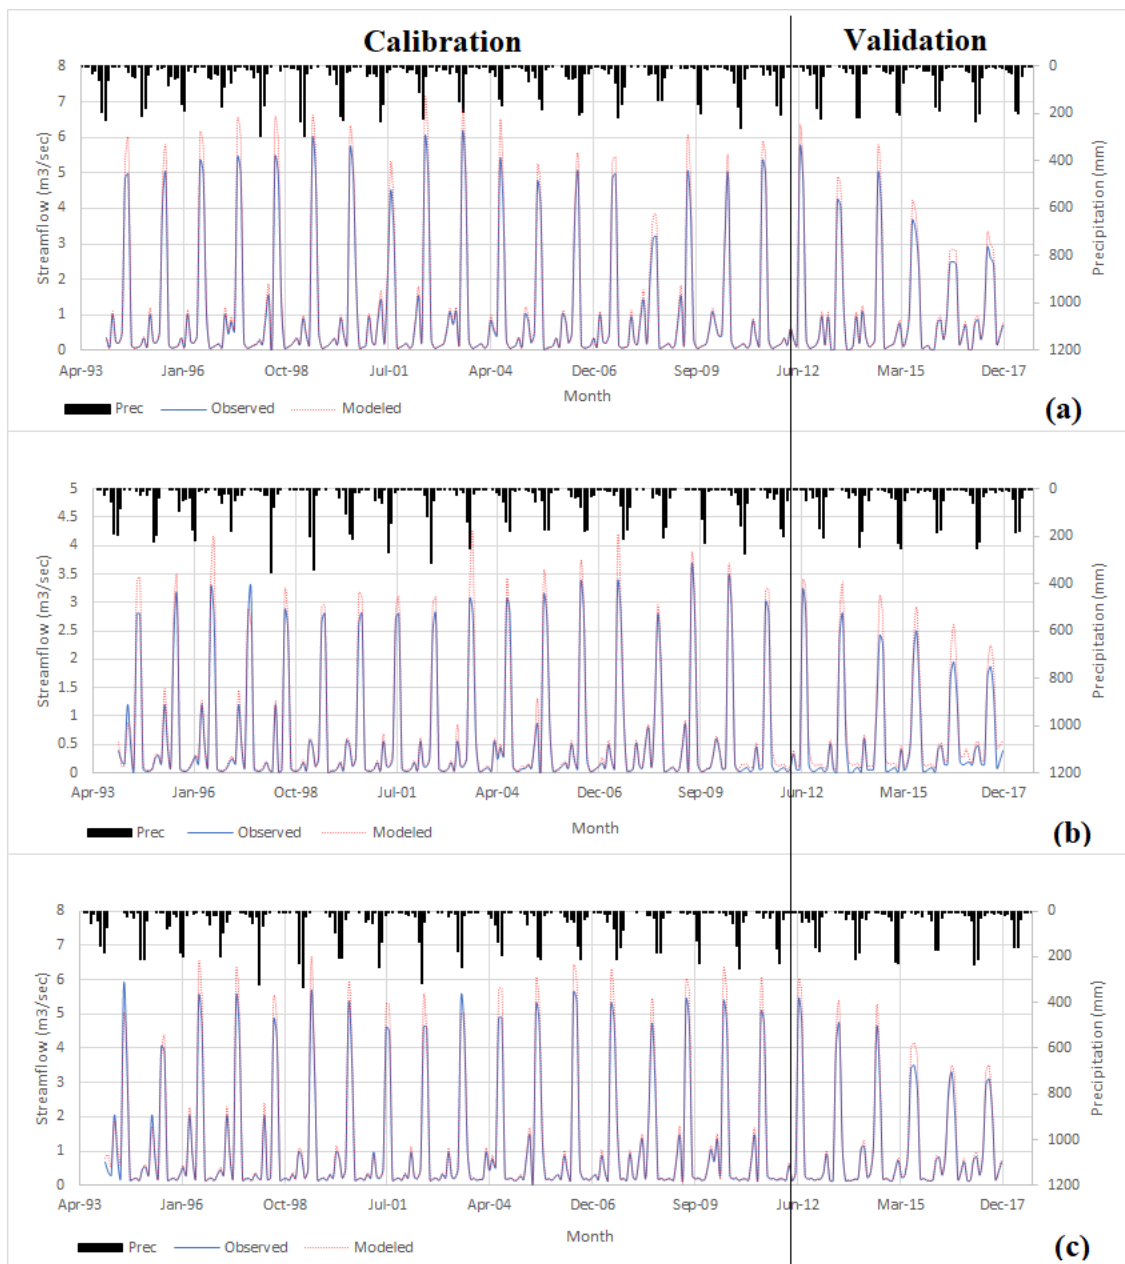 Calibration
Validation
8 0
7 200
6
5 400
4 600
3 800
2
1 1000
0 1200
Streamflow (m3/sec)
Precipitation (mm)
Apr-93 Jan-96 Oct-98 Jul-01 Apr-04 Dec-06 Sep-09 Jun-12 Mar-15 Dec-17
Month
Prec Observed Modeled
(a)
5 0
4.5 200
4
3.5 400
3
2.5 600
2
1.5 800
1 1000
0.5
0 1200
Streamflow (m3/sec)
Precipitation (mm)
Apr-93 Jan-96 Oct-98 Jul-01 Apr-04 Dec-06 Sep-09 Jun-12 Mar-15 Dec-17
Month
Prec Observed Modeled
(b)
8 0
7 200
6
5 400
4 600
3 800
2
1 1000
0 1200
Streamflow (m3/sec)
Precipitation (mm)
Apr-93 Jan-96 Oct-98 Jul-01 Apr-04 Dec-06 Sep-09 Jun-12 Mar-15 Dec-17
Month
Prec Observed Modeled
(c)